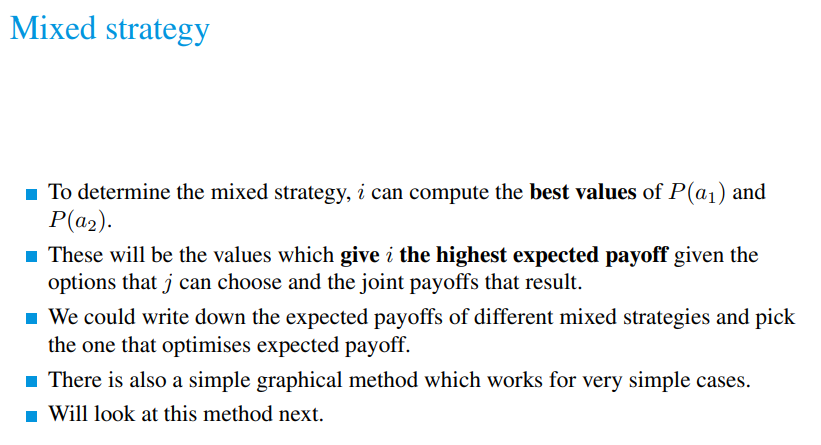 Mixed strategy
To determine the mixed strategy, i can compute the best values of P(a₁) and
P(a₂).
These will be the values which give i the highest expected payoff given the
options that j can choose and the joint payoffs that result.
We could write down the expected payoffs of different mixed strategies and pick
the one that optimises expected payoff.
There is also a simple graphical method which works for very simple cases.
Will look at this method next.